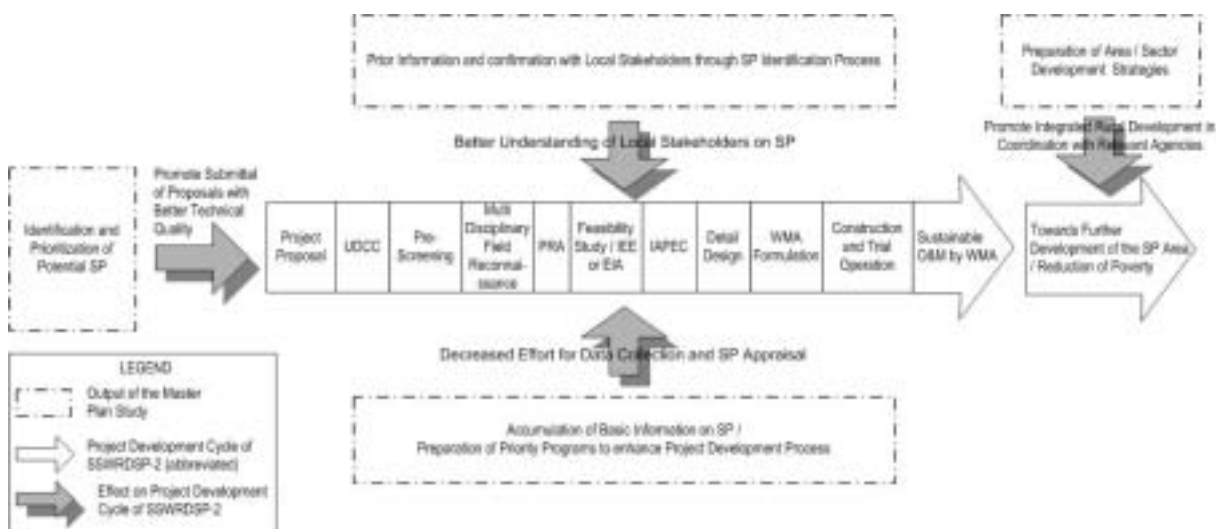 Prior Information and confirmation with Local Stakeholders through SP Identification Process
Preparation of Area / Sector
Development Strategies
Better Understanding of Local Stakeholders on SP
Promote Integrated Rural Development in
Coordination with Relevant Agencies
Identification and
Prioritization of
Potential SP
Promote Submittal
of Proposals with
Better Technical
Quality
Project
Proposal
UDCC
Pre-
Screening
Multi
Disciplinary
Field
Reconnai-
ssance
PRA
Feasibility
Study / IEE
or EIA
IAPEC
Detail
Design
WMA
Formulation
Construction
and Trial
Operation
Sustainable
O&M by WMA
Towards Further
Development of the SP Area
/ Reduction of Poverty
Decreased Effort for Data Collection and SP Appraisal
Accumulation of Basic Information on SP /
Preparation of Priority Programs to enhance Project Development Process
LEGEND
Output of the Master
Plan Study
Project Development Cycle of
SSWRDSP-2 (abbreviated)
Effect on Project Development
Cycle of SSWRDSP-2